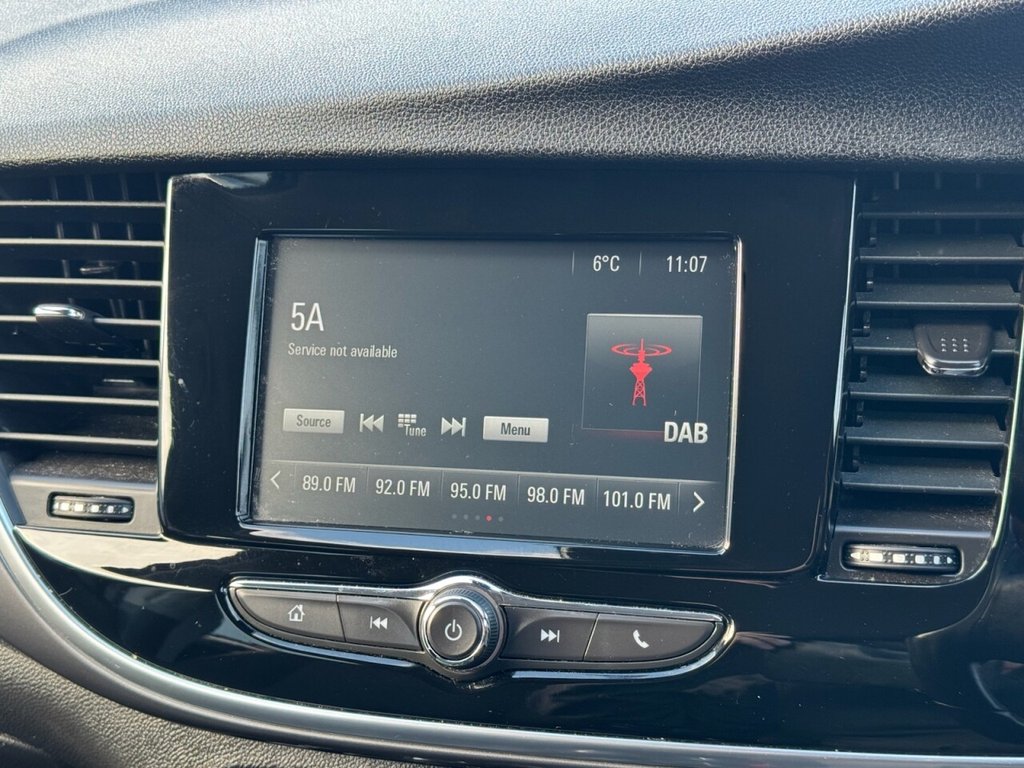 6°C 11:07
5A
Service not available
DAB
Source Tune Menu
89.0 FM 92.0 FM 95.0 FM 98.0 FM 101.0 FM